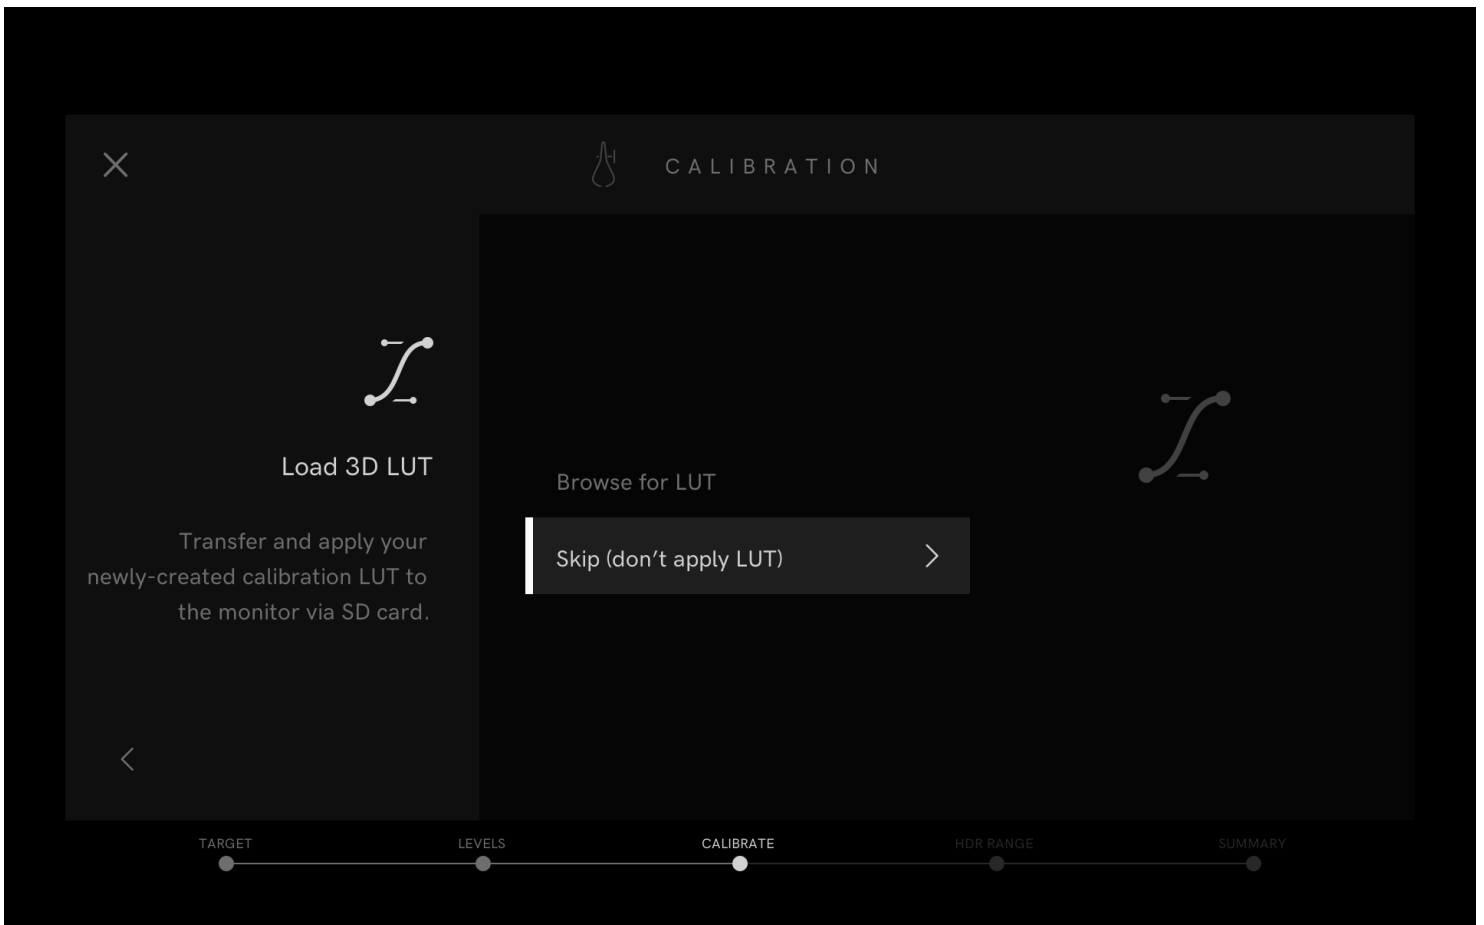 CALIBRATION
Load 3D LUT
Transfer and apply your
newly-created calibration LUT to
the monitor via SD card.
Browse for LUT
Skip (don’t apply LUT)
TARGET
LEVELS
CALIBRATE
HDR RANGE
SUMMARY